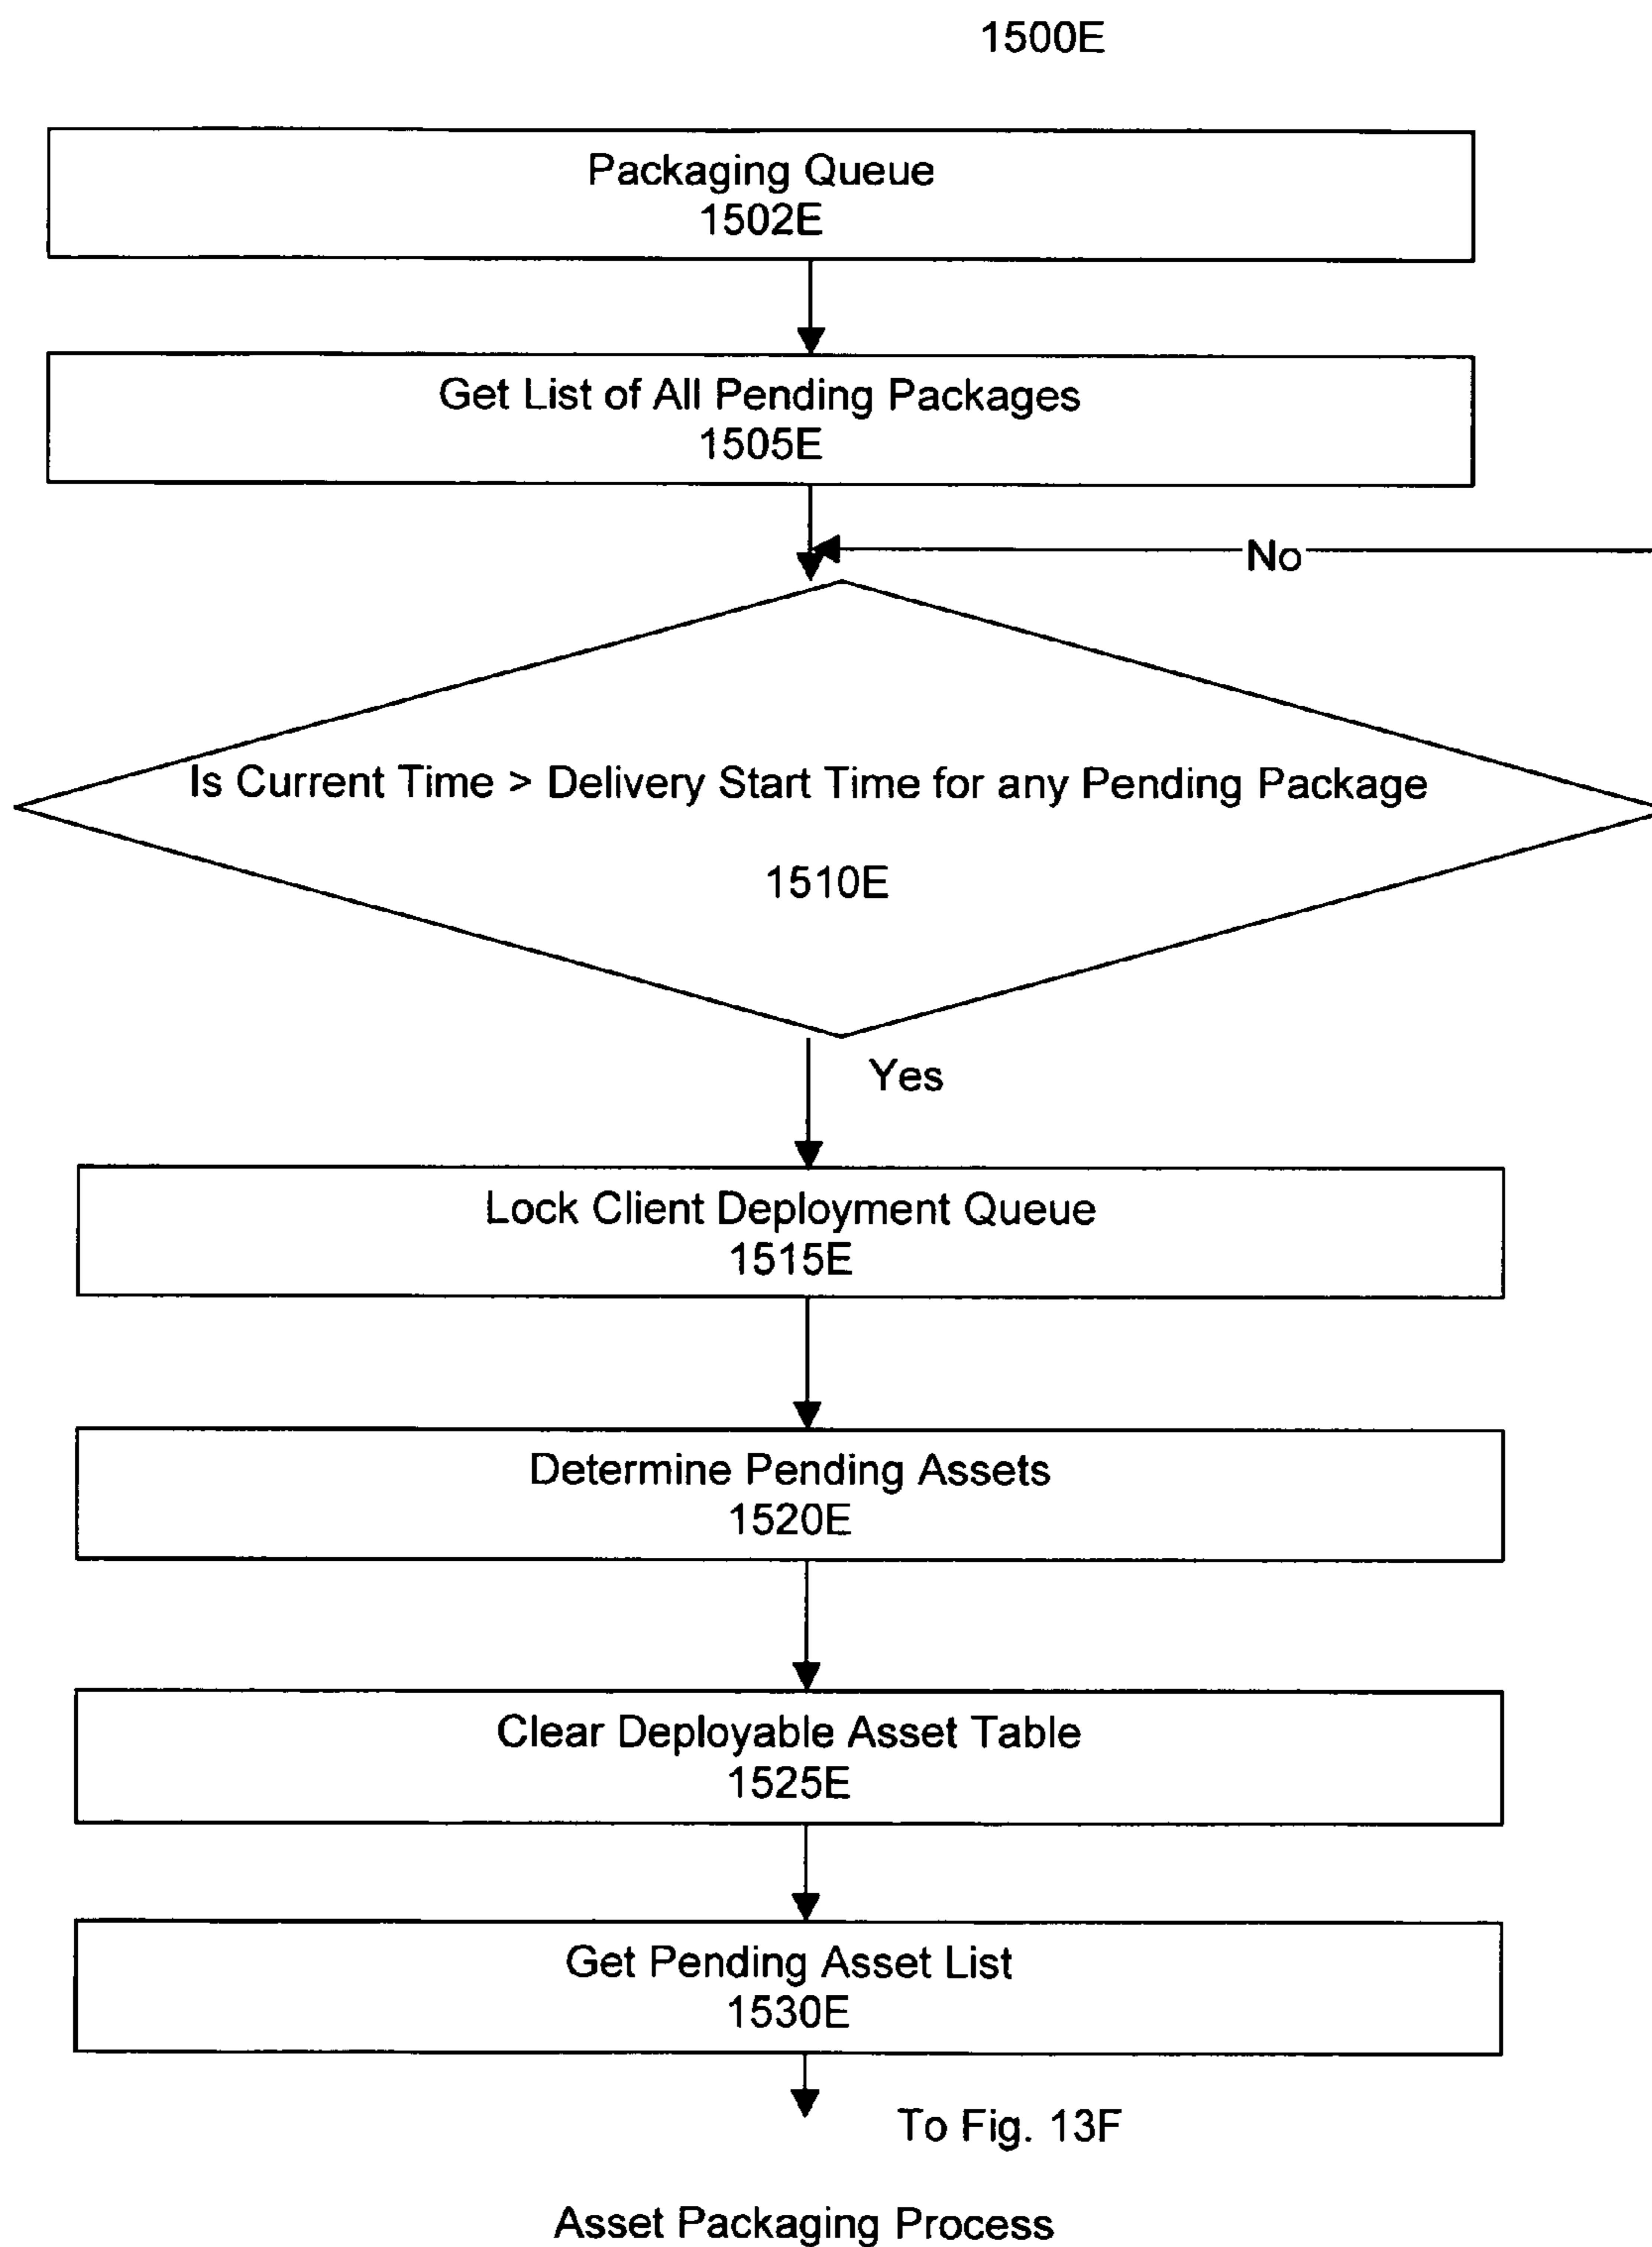 1500E
Packaging Queue
1502E
Get List of All Pending Packages
1505E
No
Is Current Time > Delivery Start Time for any Pending Package
1510E
Yes
Lock Client Deployment Queue
1515E
Determine Pending Assets
1520E
Clear Deployable Asset Table
1525E
Get Pending Asset List
1530E
To Fig. 13F
Asset Packaging Process